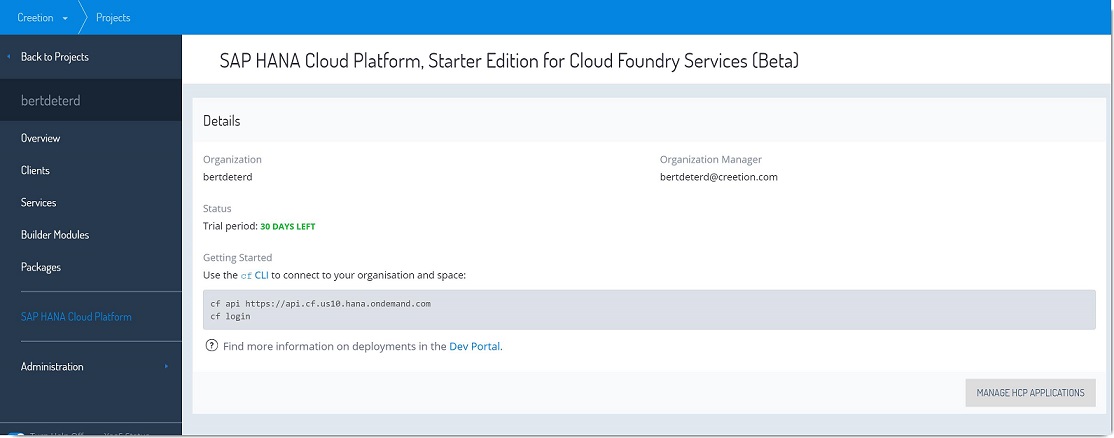 Creetion
Projects
Back to Projects
bertdeterd
Overview
Clients
Services
Builder Modules
Packages
SAP HANA Cloud Platform
Administration
SAP HANA Cloud Platform, Starter Edition for Cloud Foundry Services (Beta)
Details
Organization
bertdeterd
Organization Manager
bertdeterd@creetion.com
Status
Trial period: 30 DAYS LEFT
Getting Started
Use the cf CLI to connect to your organisation and space:
cf api https://api.cf.us10.hana.ondemand.com
cf login
Find more information on deployments in the Dev Portal.
MANAGE HCP APPLICATIONS